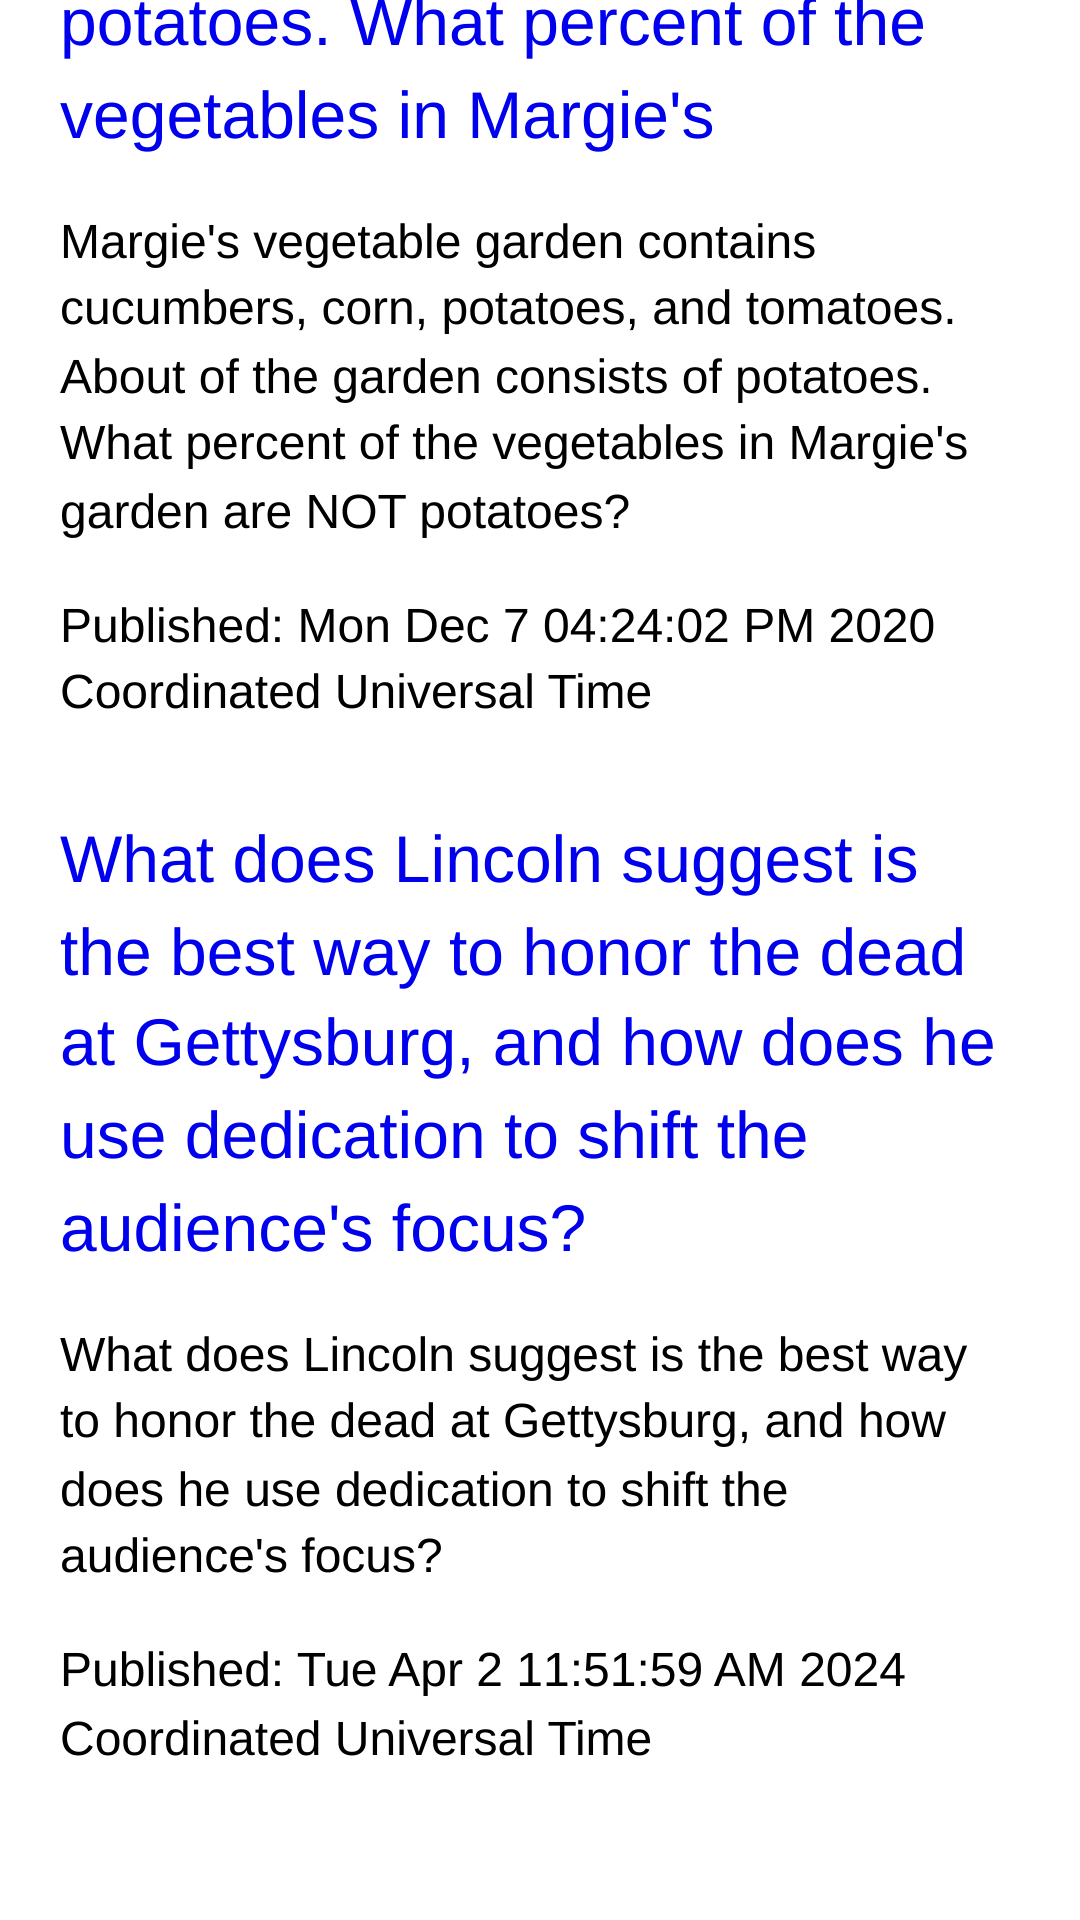 potatoes. What percent of the
vegetables in Margie's
Margie's vegetable garden contains
cucumbers, corn, potatoes, and tomatoes.
About of the garden consists of potatoes.
What percent of the vegetables in Margie's
garden are NOT potatoes?
Published: Mon Dec 7 04:24:02 PM 2020
Coordinated Universal Time
What does Lincoln suggest is
the best way to honor the dead
at Gettysburg, and how does he
use dedication to shift the
audience's focus?
What does Lincoln suggest is the best way
to honor the dead at Gettysburg, and how
does he use dedication to shift the
audience's focus?
Published: Tue Apr 2 11:51:59 AM 2024
Coordinated Universal Time